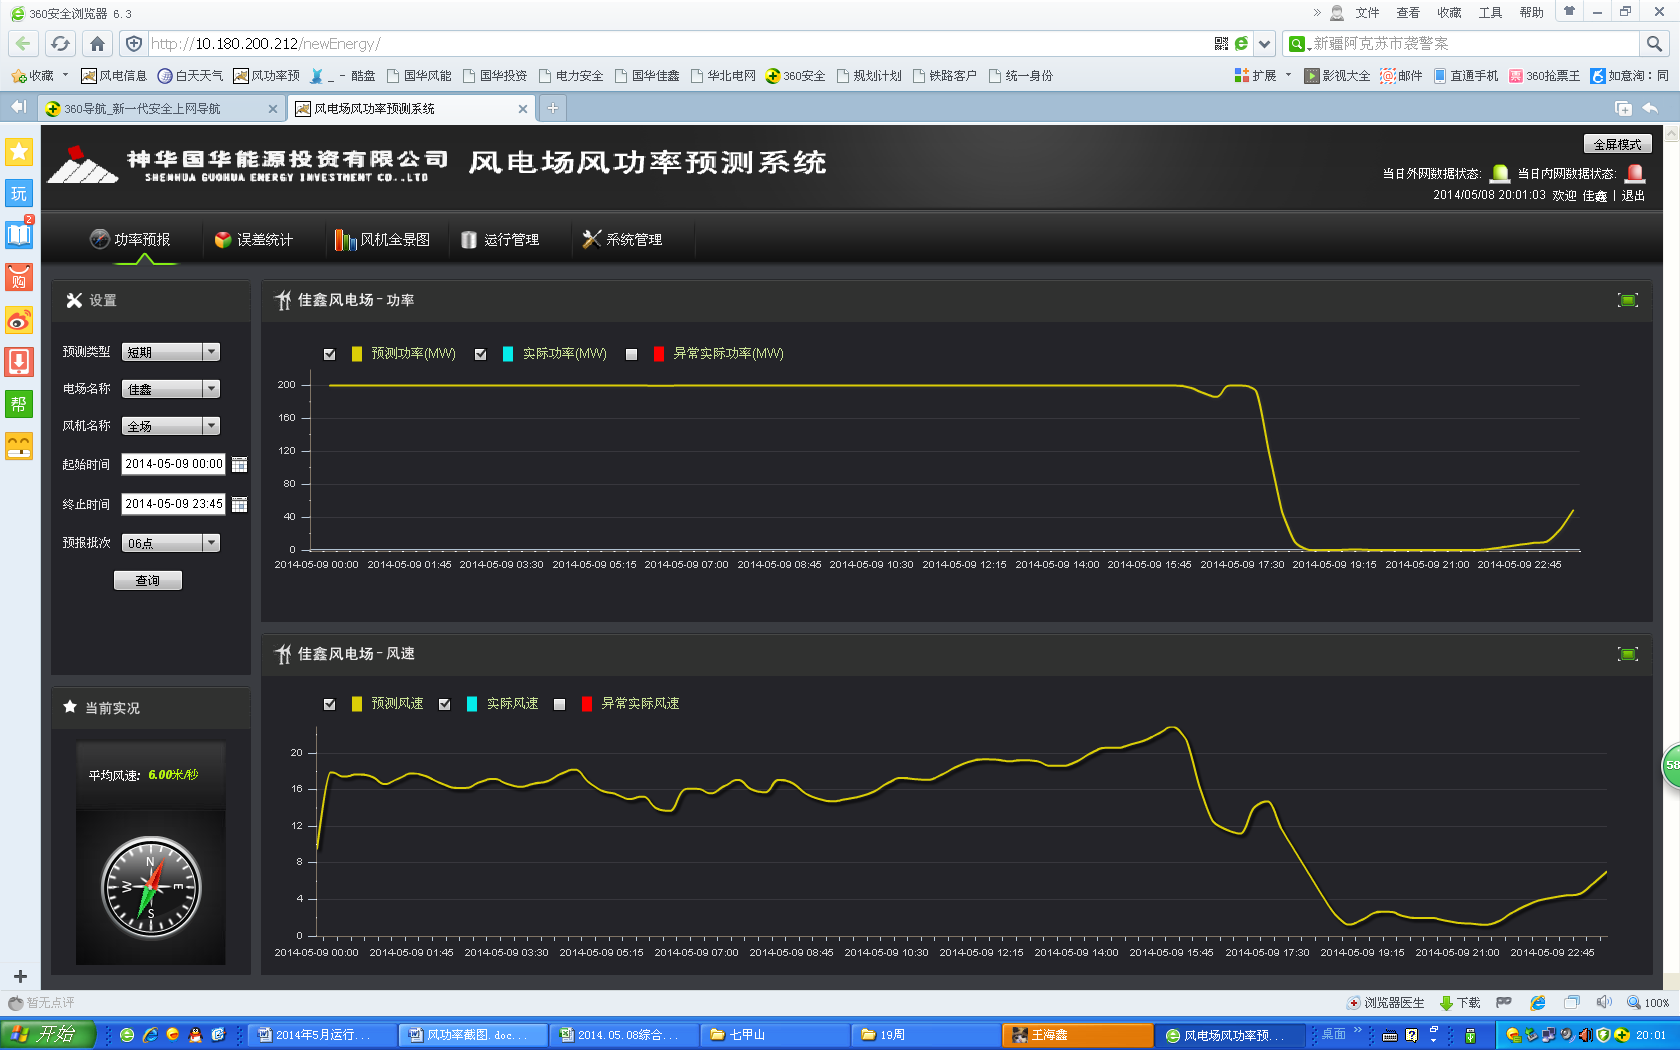 360安全浏览器 6.3
» 文件 查看 收藏 工具 帮助
http://10.180.200.212/newEnergy/
新疆阿克苏市袭警案
收藏 风电信息 白天天气 风功率预 _ - 酷盘 国华风能 国华投资 电力安全 国华佳鑫 华北电网 360安全 规划计划 铁路客户 统一身份
扩展 影视大全 邮件 直通手机 360抢票王 如意淘：同
360导航_新一代安全上网导航
风电场风功率预测系统
神华国华能源投资有限公司
SHENHUA GUOHUA ENERGY INVESTMENT CO.,LTD
风电场风功率预测系统
全屏模式
当日外网数据状态: 当日内网数据状态:
2014/05/08 20:01:03 欢迎 佳鑫 | 退出
玩
2
购
帮
功率预报 误差统计 风机全景图 运行管理 系统管理
设置
预测类型 短期
电场名称 佳鑫
风机名称 全场
起始时间 2014-05-09 00:00
终止时间 2014-05-09 23:45
预报批次 06点
查询
当前实况
平均风速: 6.00米/秒
N
W E
S
佳鑫风电场 - 功率
预测功率(MW) 实际功率(MW) 异常实际功率(MW)
200
160
120
80
40
0
2014-05-09 00:00 2014-05-09 01:45 2014-05-09 03:30 2014-05-09 05:15 2014-05-09 07:00 2014-05-09 08:45 2014-05-09 10:30 2014-05-09 12:15 2014-05-09 14:00 2014-05-09 15:45 2014-05-09 17:30 2014-05-09 19:15 2014-05-09 21:00 2014-05-09 22:45
佳鑫风电场 - 风速
预测风速 实际风速 异常实际风速
20
16
12
8
4
0
2014-05-09 00:00 2014-05-09 01:45 2014-05-09 03:30 2014-05-09 05:15 2014-05-09 07:00 2014-05-09 08:45 2014-05-09 10:30 2014-05-09 12:15 2014-05-09 14:00 2014-05-09 15:45 2014-05-09 17:30 2014-05-09 19:15 2014-05-09 21:00 2014-05-09 22:45
58
暂无点评
浏览器医生 下载 100%
开始
2014年5月运行...
风功率截图.doc...
2014.05.08综合...
七甲山
19周
王海鑫
风电场风功率预...
桌面 »
20:01